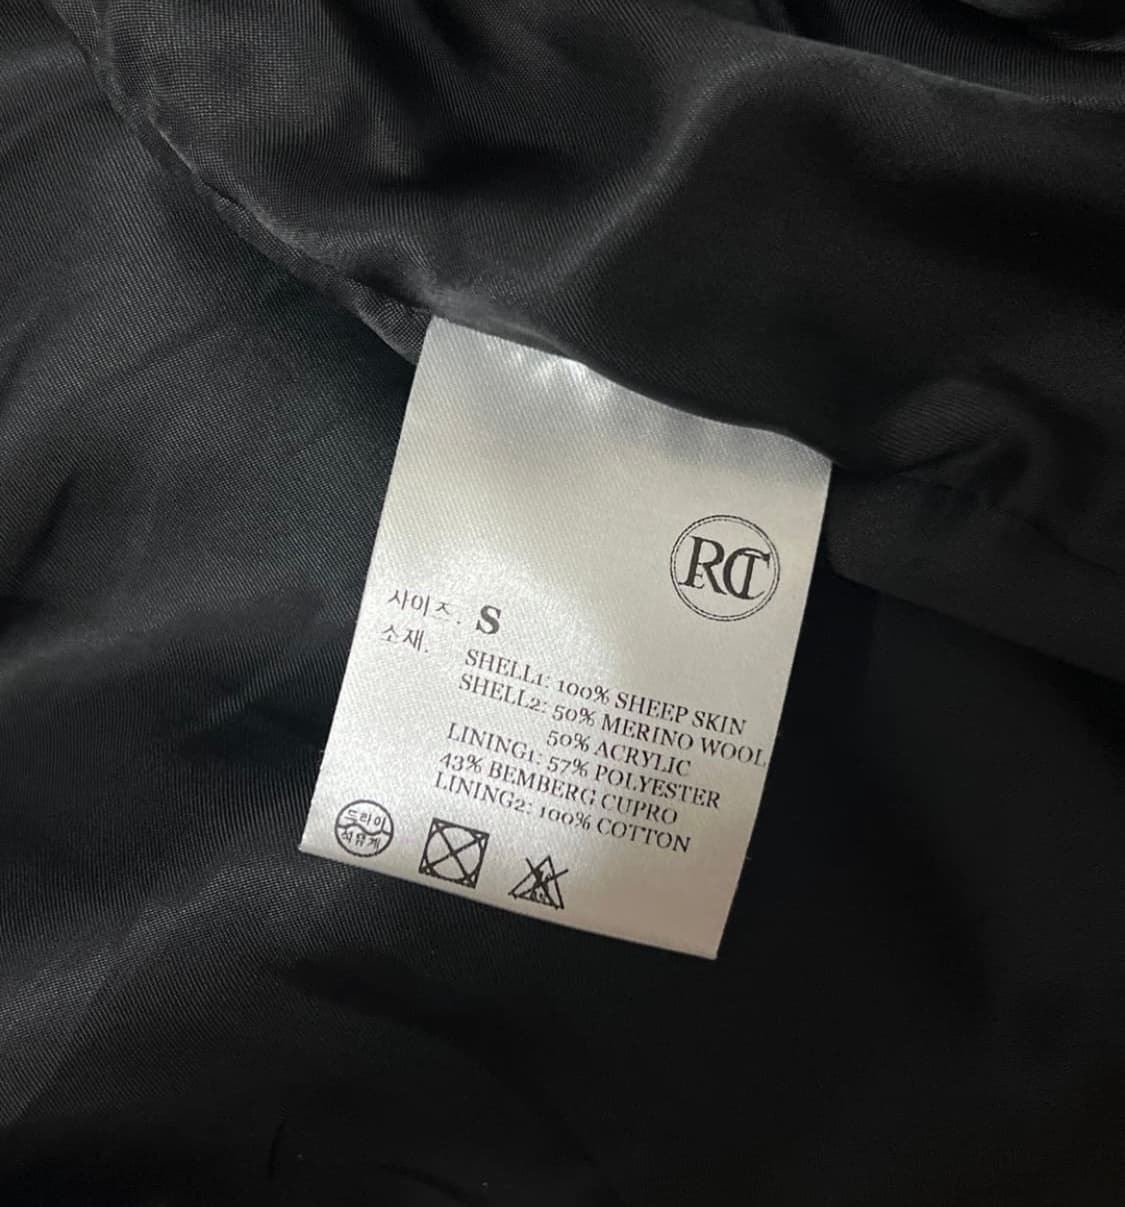 RCT
사이즈. S
소재.
SHELL1: 100% SHEEP SKIN
SHELL2: 50% MERINO WOOL
50% ACRYLIC
LINING1: 57% POLYESTER
43% BEMBERG CUPRO
LINING2: 100% COTTON
드라이
석유계